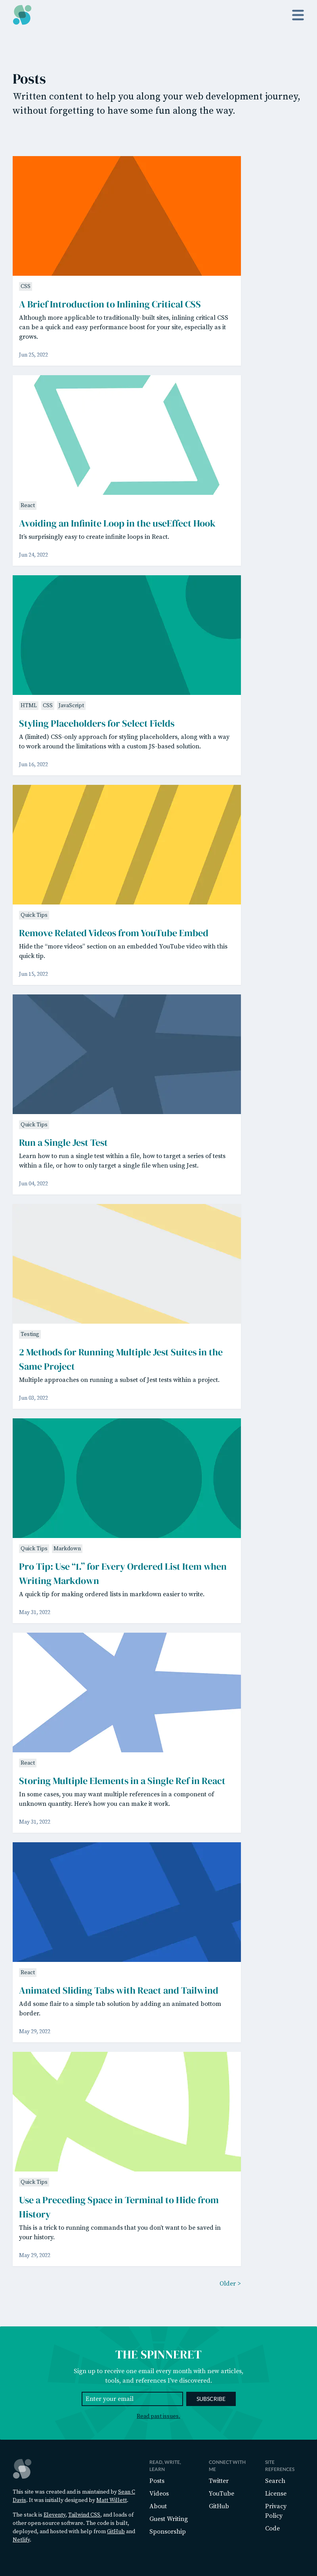 Posts
Written content to help you along your web development journey,
without forgetting to have some fun along the way.
CSS
A Brief Introduction to Inlining Critical CSS
Although more applicable to traditionally-built sites, inlining critical CSS
can be a quick and easy performance boost for your site, especially as it
grows.
Jun 25, 2022
React
Avoiding an Infinite Loop in the useEffect Hook
It's surprisingly easy to create infinite loops in React.
Jun 24, 2022
HTML CSS JavaScript
Styling Placeholders for Select Fields
A (limited) CSS-only approach for styling placeholders, along with a way
to work around the limitations with a custom JS-based solution.
Jun 16, 2022
Quick Tips
Remove Related Videos from YouTube Embed
Hide the “more videos” section on an embedded YouTube video with this
quick tip.
Jun 15, 2022
Quick Tips
Run a Single Jest Test
Learn how to run a single test within a file, how to target a series of tests
within a file, or how to only target a single file when using Jest.
Jun 04, 2022
Testing
2 Methods for Running Multiple Jest Suites in the
Same Project
Multiple approaches on running a subset of Jest tests within a project.
Jun 03, 2022
Quick Tips Markdown
Pro Tip: Use “1.” for Every Ordered List Item when
Writing Markdown
A quick tip for making ordered lists in markdown easier to write.
May 31, 2022
React
Storing Multiple Elements in a Single Ref in React
In some cases, you may want multiple references in a component of
unknown quantity. Here's how you can make it work.
May 31, 2022
React
Animated Sliding Tabs with React and Tailwind
Add some flair to a simple tab solution by adding an animated bottom
border.
May 29, 2022
Quick Tips
Use a Preceding Space in Terminal to Hide from
History
This is a trick to running commands that you don't want to be saved in
your history.
May 29, 2022
Older >
THE SPINNERET
Sign up to receive one email every month with new articles,
tools, and references I've discovered.
Enter your email
SUBSCRIBE
Read past issues.
This site was created and is maintained by Sean C
Davis. It was initially designed by Matt Willett.
The stack is Eleventy, Tailwind CSS, and loads of
other open-source software. The code is built,
deployed, and hosted with help from GitHub and
Netlify.
READ, WRITE,
LEARN
Posts
Videos
About
Guest Writing
Sponsorship
CONNECT WITH
ME
Twitter
YouTube
GitHub
SITE
REFERENCES
Search
License
Privacy
Policy
Code